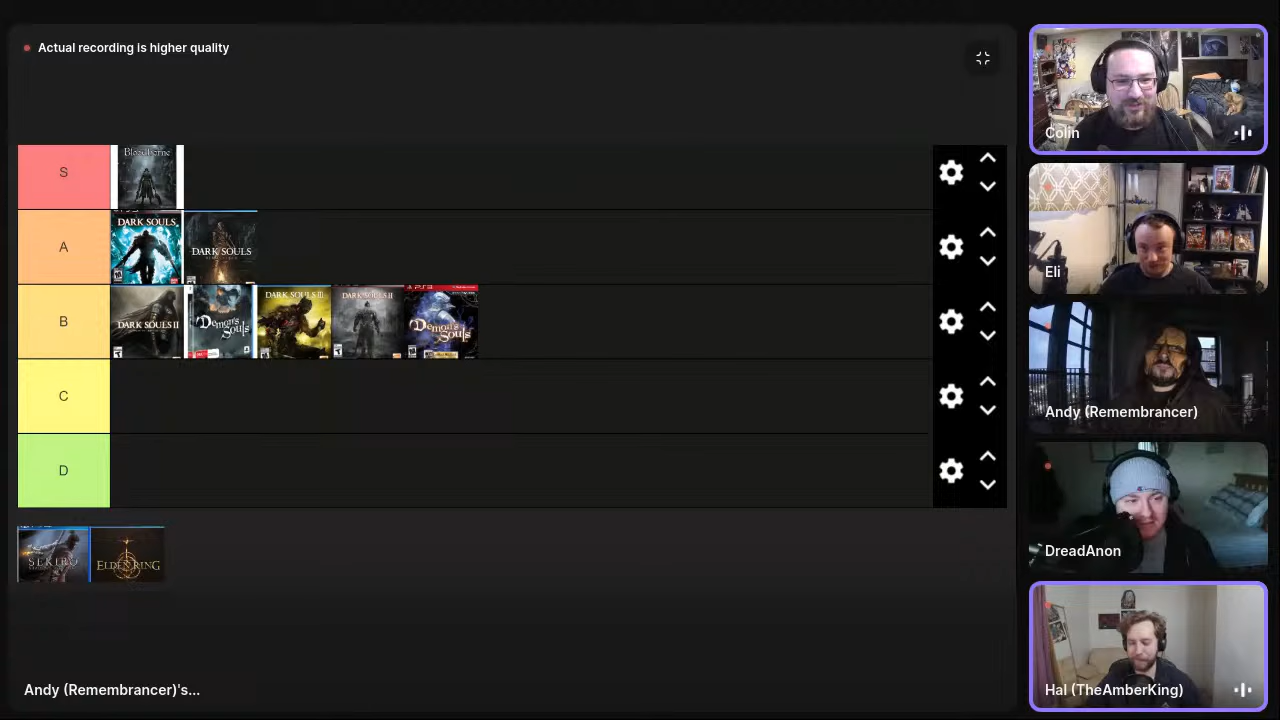 Actual recording is higher quality
S
Bloodborne
A
DARK SOULS
DARK SOULS
B
DARK SOULS II
Demon's Souls
DARK SOULS III
DARK SOULS II
PS3
Demon's Souls
C
D
SEKIRO
ELDEN RING
Andy (Remembrancer)'s...
Colin
Eli
Andy (Remembrancer)
DreadAnon
Hal (TheAmberKing)